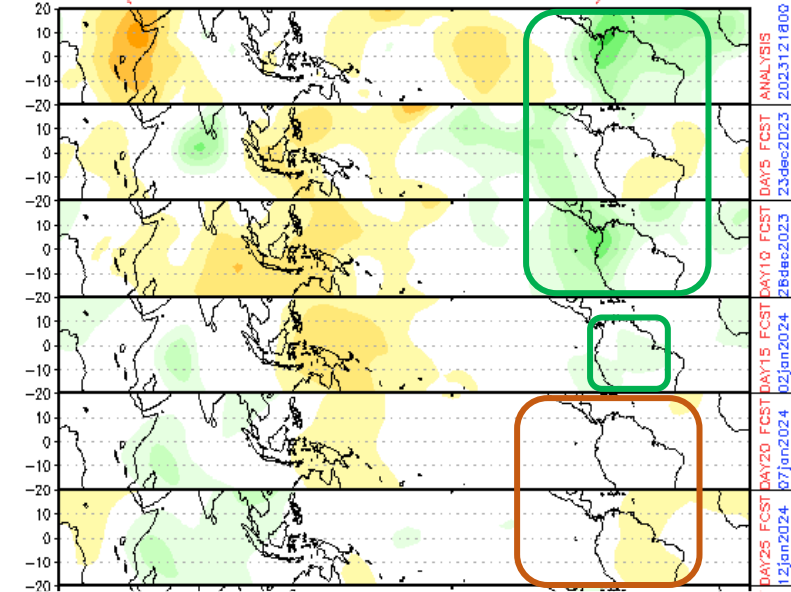 20
10
0
-10
-20
10
0
-10
-20
10
0
-10
-20
10
0
-10
-20
10
0
-10
-20
10
0
-10
-20
ANALYSIS
2023121800
DAY5 FCST
23dec2023
DAY10 FCST
28dec2023
DAY15 FCST
02jan2024
DAY20 FCST
07jan2024
DAY25 FCST
12jan2024